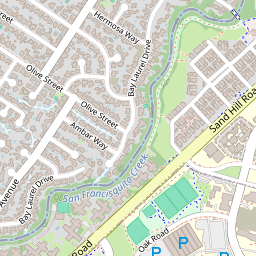 Hermosa Way
Bay Laurel Drive
Olive Street
Olive Street
Ambar Way
Sand Hill Road
San Francisquito Creek
Bay Laurel Drive
Avenue
Road
Oak Road
P
P
P